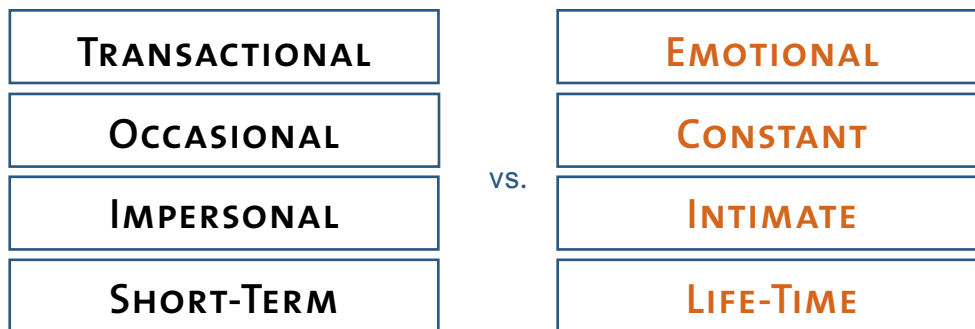 Transactional
Occasional
Impersonal
Short-Term
vs.
Emotional
Constant
Intimate
Life-Time